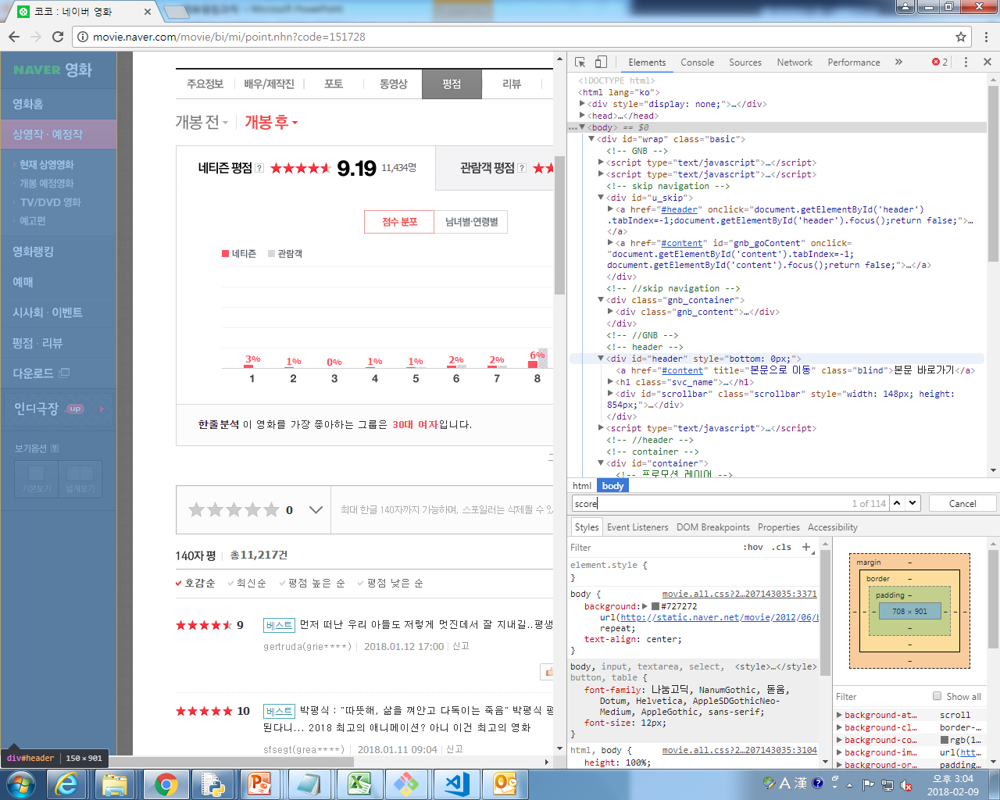 코코 : 네이버 영화
movie.naver.com/movie/bi/mi/point.nhn?code=151728
NAVER 영화
영화홈
상영작 · 예정작
현재 상영영화
개봉 예정영화
TV/DVD 영화
예고편
영화랭킹
예매
시사회 · 이벤트
평점 · 리뷰
다운로드
인디극장 up
보기옵션 ?
기본보기 넓게보기
주요정보 배우/제작진 포토 동영상 평점 리뷰
개봉 전 개봉 후
네티즌 평점 ? 9.19 11,434명 관람객 평점 ?
점수 분포 남녀별·연령별
네티즌 관람객
3% 1% 0% 1% 1% 2% 2% 6%
1 2 3 4 5 6 7 8
한줄분석 이 영화를 가장 좋아하는 그룹은 30대 여자입니다.
0 최대 한글 140자까지 가능하며, 스포일러는 삭제될 수 있
140자 평 총 11,217건
호감순 최신순 평점 높은 순 평점 낮은 순
9 베스트 먼저 떠난 우리 아들도 저렇게 멋진데서 잘 지내길..평생
gertruda(grie****) 2018.01.12 17:00 신고
10 베스트 박평식 : "따뜻해, 삶을 껴안고 다독이는 죽음" 박평식 평
된다니... 2018 최고의 애니메이션? 아니 이건 최고의 영화
sfsegt(grea****) 2018.01.11 09:04 신고
div#header 150 × 901
Elements Console Sources Network Performance » 2
<!DOCTYPE html>
<html lang="ko">
<div style="display: none;">…</div>
<head>…</head>
…<body> == $0
<div id="wrap" class="basic">
<!-- GNB -->
<script type="text/javascript">…</script>
<script type="text/javascript">…</script>
<!-- skip navigation -->
<div id="u_skip">
<a href="#header" onclick="document.getElementById('header')
.tabIndex=-1;document.getElementById('header').focus();return false;">…
</a>
<a href="#content" id="gnb_goContent" onclick=
"document.getElementById('content').tabIndex=-1;
document.getElementById('content').focus();return false;">…</a>
</div>
<!-- //skip navigation -->
<div class="gnb_container">
<div class="gnb_content">…</div>
</div>
<!-- //GNB -->
<!-- header -->
<div id="header" style="bottom: 0px;">
<a href="#content" title="본문으로 이동" class="blind">본문 바로가기</a>
<h1 class="svc_name">…</h1>
<div id="scrollbar" class="scrollbar" style="width: 148px; height:
854px;">…</div>
</div>
<script type="text/javascript">…</script>
<!-- //header -->
<!-- container -->
<div id="container">
<!-- 프로모션 레이어 -->
html body
score 1 of 114 Cancel
Styles Event Listeners DOM Breakpoints Properties Accessibility
Filter :hov .cls +
element.style {
}
body { movie.all.css?2…207143035:3371
background: #727272
url(http://static.naver.net/movie/2012/06/b
repeat;
text-align: center;
}
body, input, textarea, select, <style>…</style>
button, table {
font-family: 나눔고딕, NanumGothic, 돋움,
Dotum, Helvetica, AppleSDGothicNeo-
Medium, AppleGothic, sans-serif;
font-size: 12px;
}
html, body { movie.all.css?2…207143035:3104
height: 100%;
margin –
border –
padding –
– – – 708 × 901 – – –
–
–
–
Filter Show all
background-at… scroll
background-cl… border-…
background-co… rgb(1…
background-im… url(htt…
background-or… padding…
A 漢
오후 3:04
2018-02-09